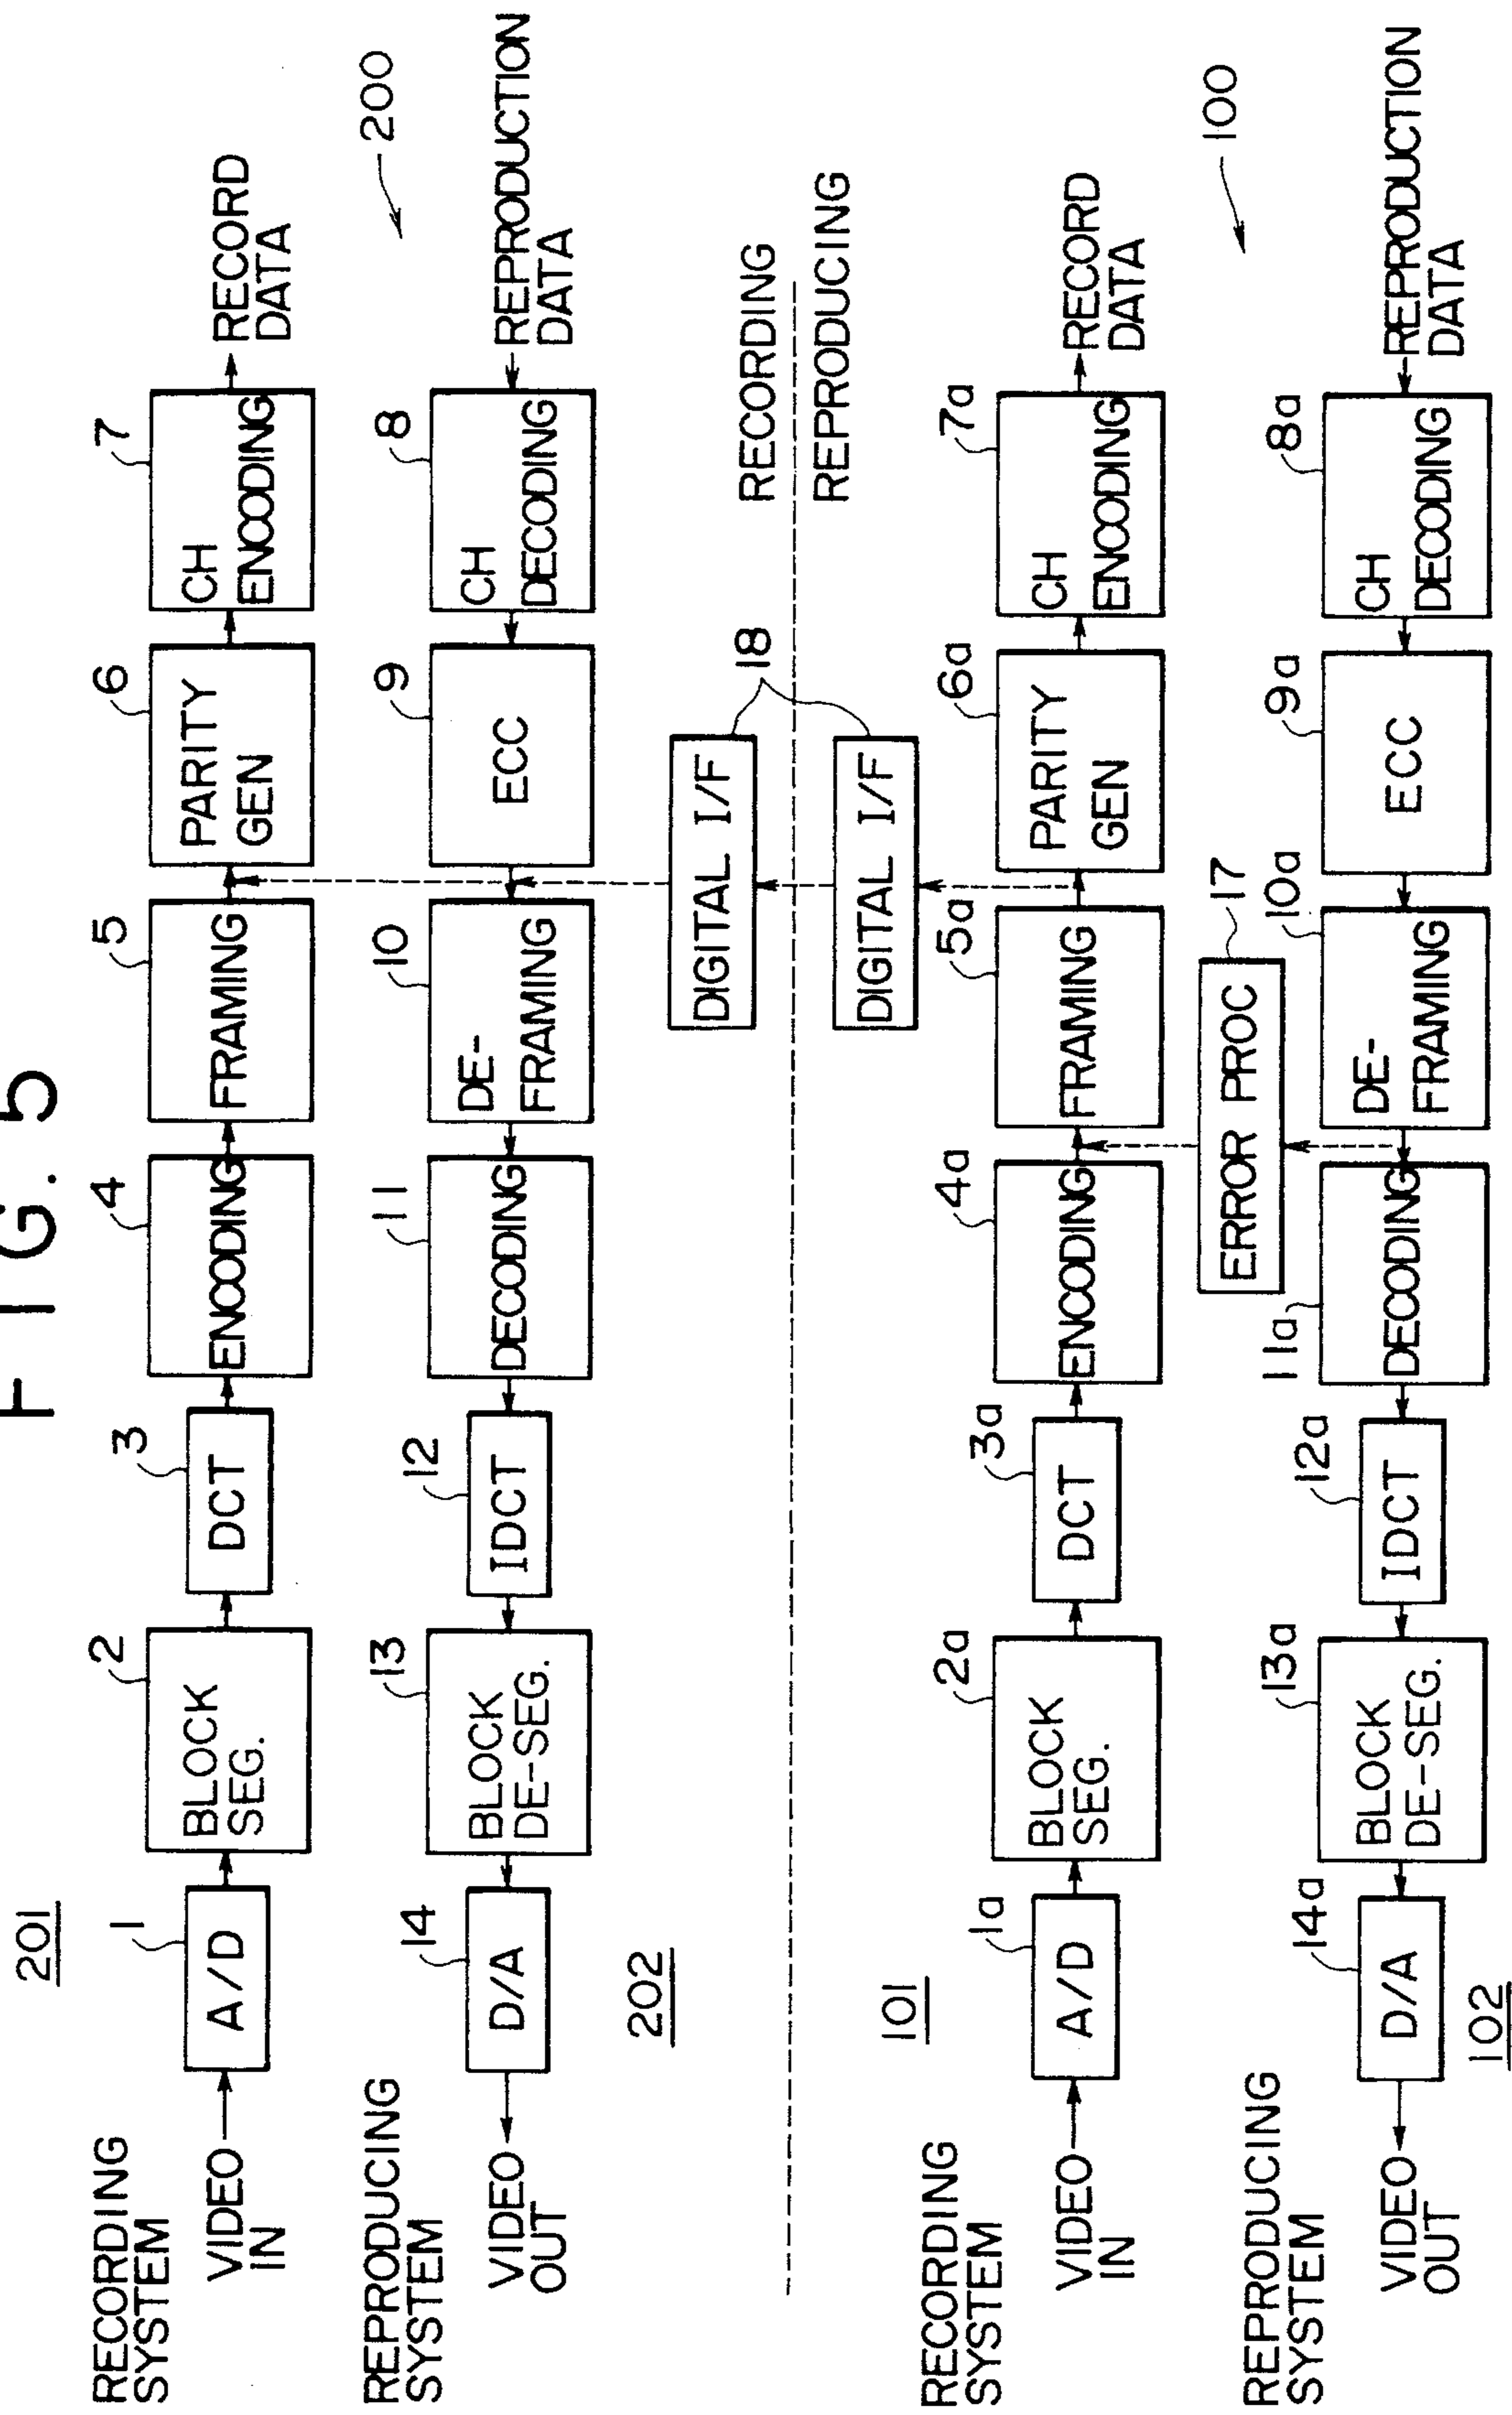 FIG. 5
201
200
RECORDING
SYSTEM
VIDEO
IN
1
A/D
2
BLOCK
SEG.
3
DCT
4
ENCODING
5
FRAMING
6
PARITY
GEN
7
CH
ENCODING
RECORD
DATA
REPRODUCING
SYSTEM
VIDEO
OUT
14
D/A
13
BLOCK
DE-SEG.
12
IDCT
11
DECODING
10
DE-
FRAMING
9
ECC
8
CH
DECODING
REPRODUCTION
DATA
202
DIGITAL I/F
18
RECORDING
REPRODUCING
DIGITAL I/F
101
100
RECORDING
SYSTEM
VIDEO
IN
1a
A/D
2a
BLOCK
SEG.
3a
DCT
4a
ENCODING
5a
FRAMING
6a
PARITY
GEN
7a
CH
ENCODING
RECORD
DATA
ERROR PROC
17
REPRODUCING
SYSTEM
VIDEO
OUT
14a
D/A
13a
BLOCK
DE-SEG.
12a
IDCT
11a
DECODING
10a
DE-
FRAMING
9a
ECC
8a
CH
DECODING
REPRODUCTION
DATA
102